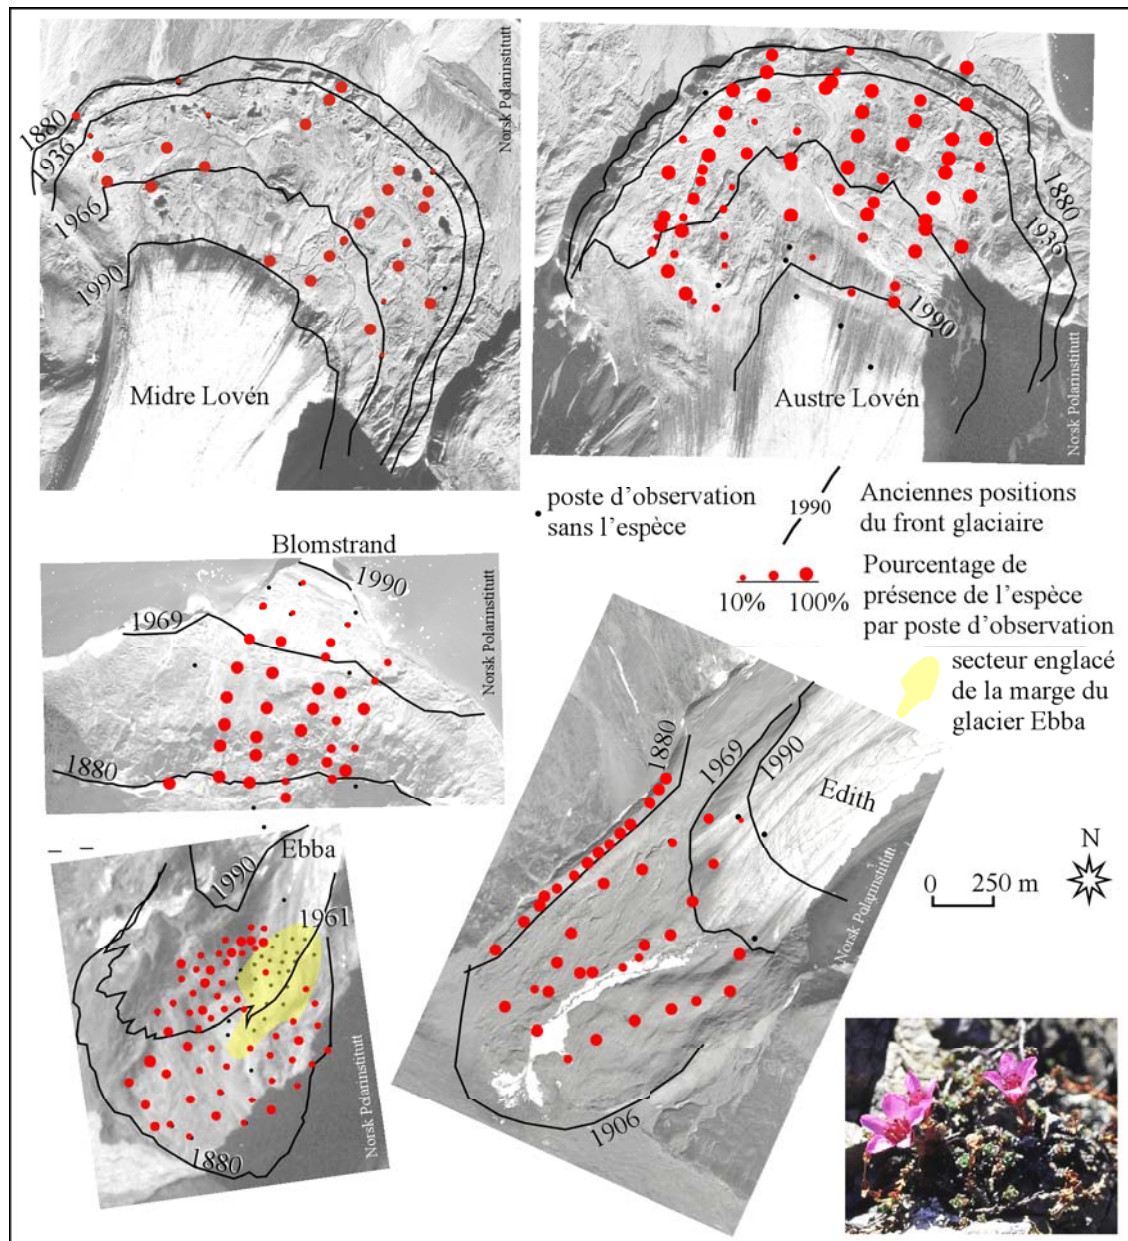 Norsk Polarinstitutt
1880
1936
1966
1990
Midre Lovén
Norsk Polarinstitutt
1880
1936
1990
Austre Lovén
poste d'observation
sans l'espèce
1990
Anciennes positions
du front glaciaire
10% 100%
Pourcentage de
présence de l'espèce
par poste d'observation
secteur englacé
de la marge du
glacier Ebba
Blomstrand
1990
1969
1880
Norsk Polarinstitutt
Ebba
1990
1961
1880
Norsk Polarinstitutt
1880
1969
1990
Edith
Norsk Polarinstitutt
1906
N
0 250 m